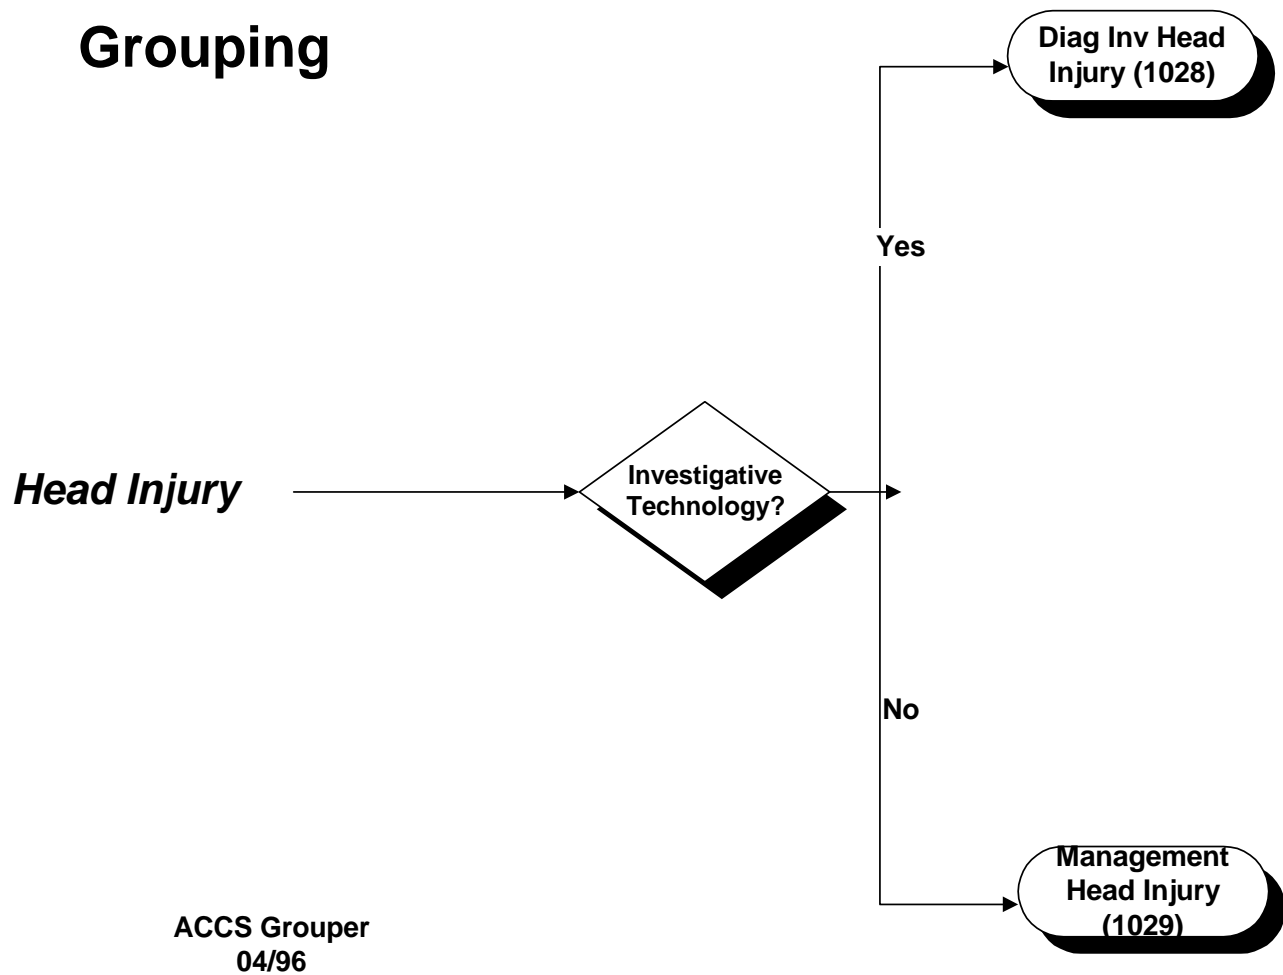 Grouping
Diag Inv Head
Injury (1028)
Yes
Head Injury
Investigative
Technology?
No
Management
Head Injury
(1029)
ACCS Grouper
04/96